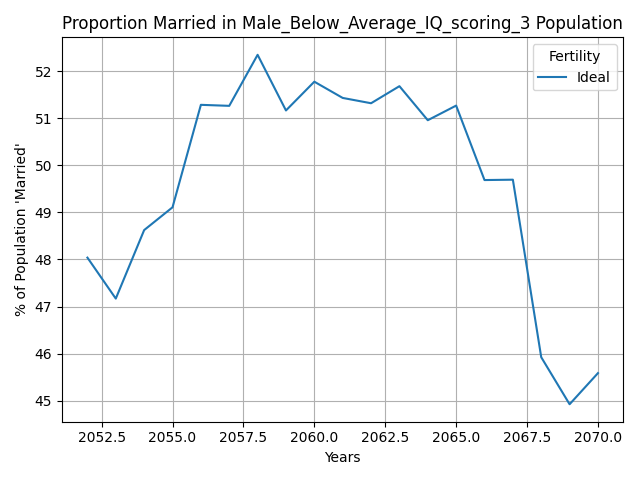 Proportion Married in Male_Below_Average_IQ_scoring_3 Population
Fertility
Ideal
% of Population 'Married'
52
51
50
49
48
47
46
45
2052.5 2055.0 2057.5 2060.0 2062.5 2065.0 2067.5 2070.0
Years